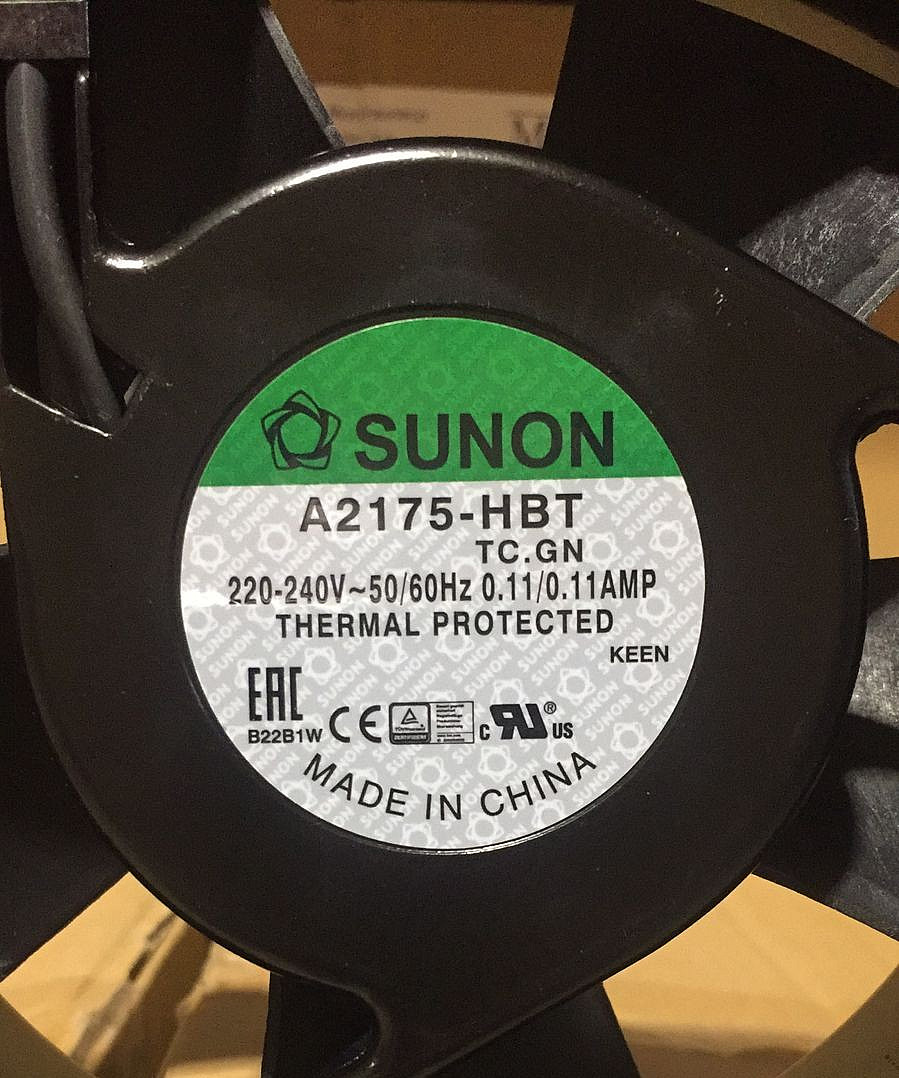 SUNON
A2175-HBT
TC.GN
220-240V~50/60Hz 0.11/0.11AMP
THERMAL PROTECTED
KEEN
EAC
B22B1W
CE
c RU® US
MADE IN CHINA